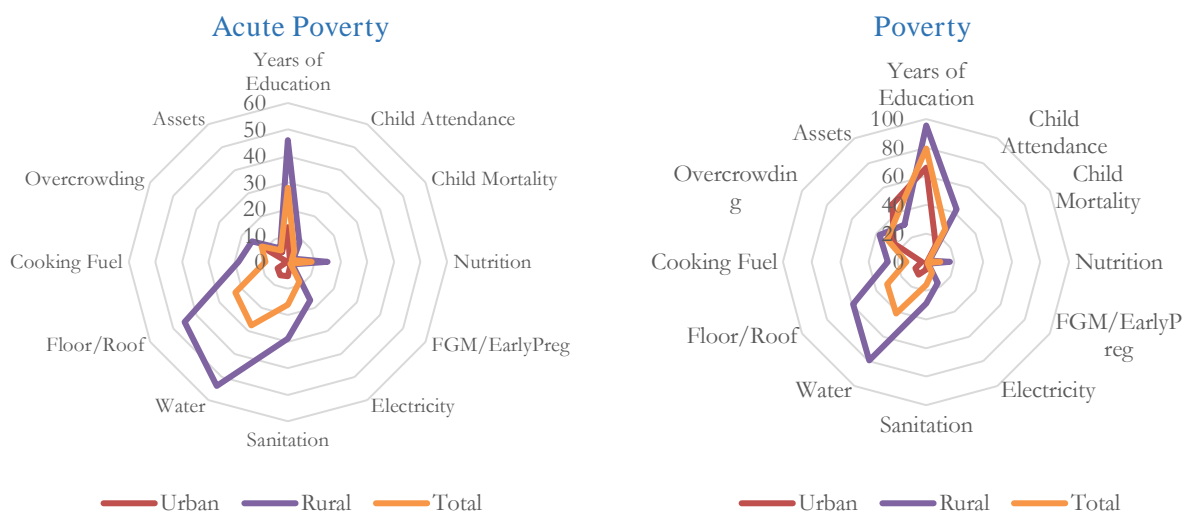 Acute Poverty
Years of
Education
Child Attendance
Child Mortality
Nutrition
FGM/EarlyPreg
Electricity
Sanitation
Water
Floor/Roof
Cooking Fuel
Overcrowding
Assets
60
50
40
30
20
10
0
Urban Rural Total
Poverty
Years of
Education
Child
Attendance
Child
Mortality
Nutrition
FGM/EarlyP
reg
Electricity
Sanitation
Water
Floor/Roof
Cooking Fuel
Overcrowdin
g
Assets
100
80
60
40
20
0
Urban Rural Total